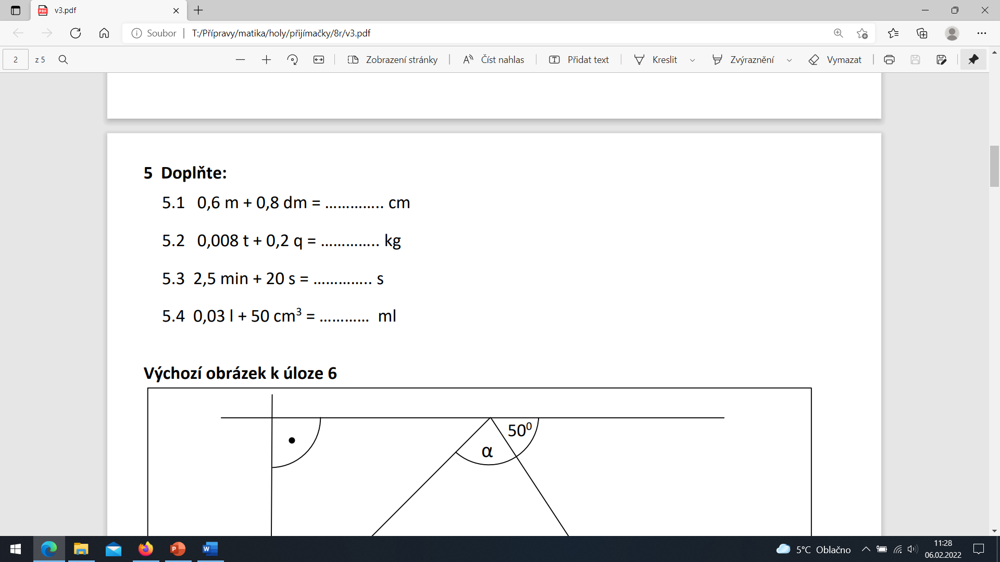 v3.pdf
Soubor T:/Přípravy/matika/holy/přijímačky/8r/v3.pdf
2 z 5 Zobrazení stránky Číst nahlas Přidat text Kreslit Zvýraznění Vymazat
5 Doplňte:
5.1 0,6 m + 0,8 dm = ………….. cm
5.2 0,008 t + 0,2 q = ………….. kg
5.3 2,5 min + 20 s = ………….. s
5.4 0,03 l + 50 cm³ = ………… ml
Výchozí obrázek k úloze 6
50⁰
α
5°C Oblačno
11:28
06.02.2022